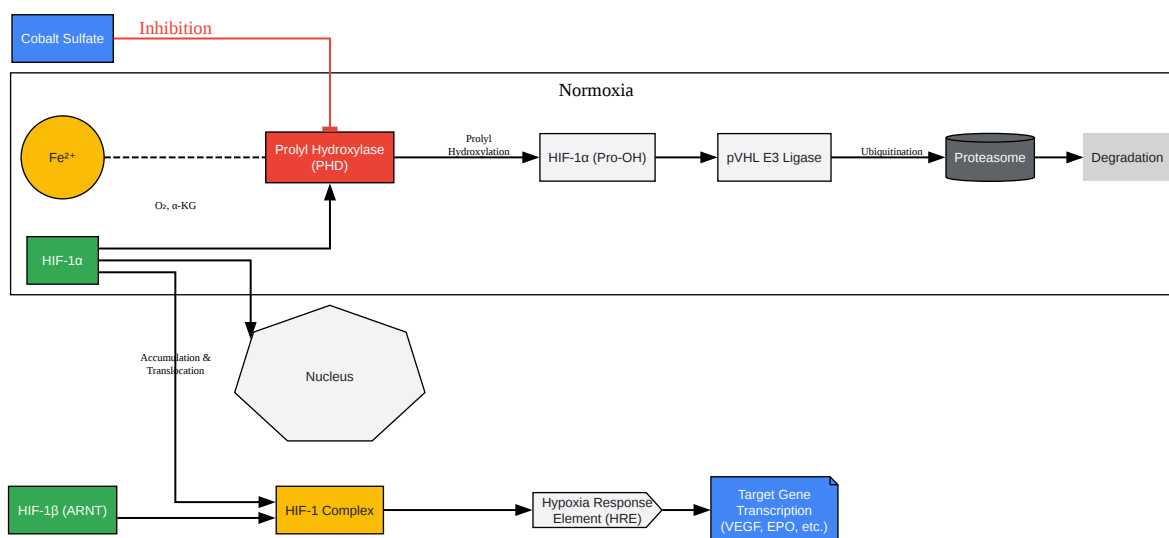 Cobalt Sulfate
Inhibition
Normoxia
Fe²⁺
Prolyl Hydroxylase
(PHD)
Prolyl
Hydroxylation
HIF-1α (Pro-OH)
pVHL E3 Ligase
Ubiquitination
Proteasome
Degradation
O₂, α-KG
HIF-1α
Accumulation &
Translocation
Nucleus
HIF-1β (ARNT)
HIF-1 Complex
Hypoxia Response
Element (HRE)
Target Gene
Transcription
(VEGF, EPO, etc.)